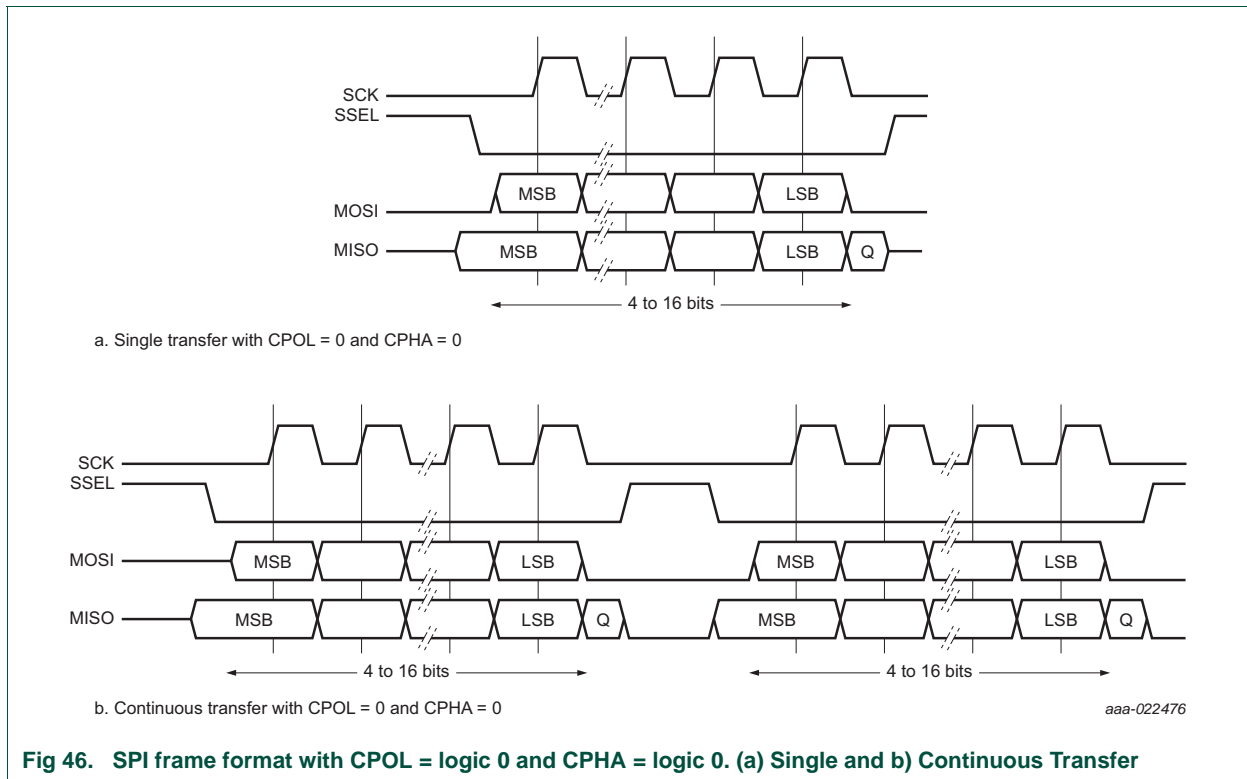 SCK
SSEL
MSB LSB
MOSI
MISO MSB LSB Q
4 to 16 bits
a. Single transfer with CPOL = 0 and CPHA = 0
SCK
SSEL
MOSI MSB LSB MSB LSB
MISO MSB LSB Q MSB LSB Q
4 to 16 bits 4 to 16 bits
b. Continuous transfer with CPOL = 0 and CPHA = 0 aaa-022476
Fig 46. SPI frame format with CPOL = logic 0 and CPHA = logic 0. (a) Single and b) Continuous Transfer